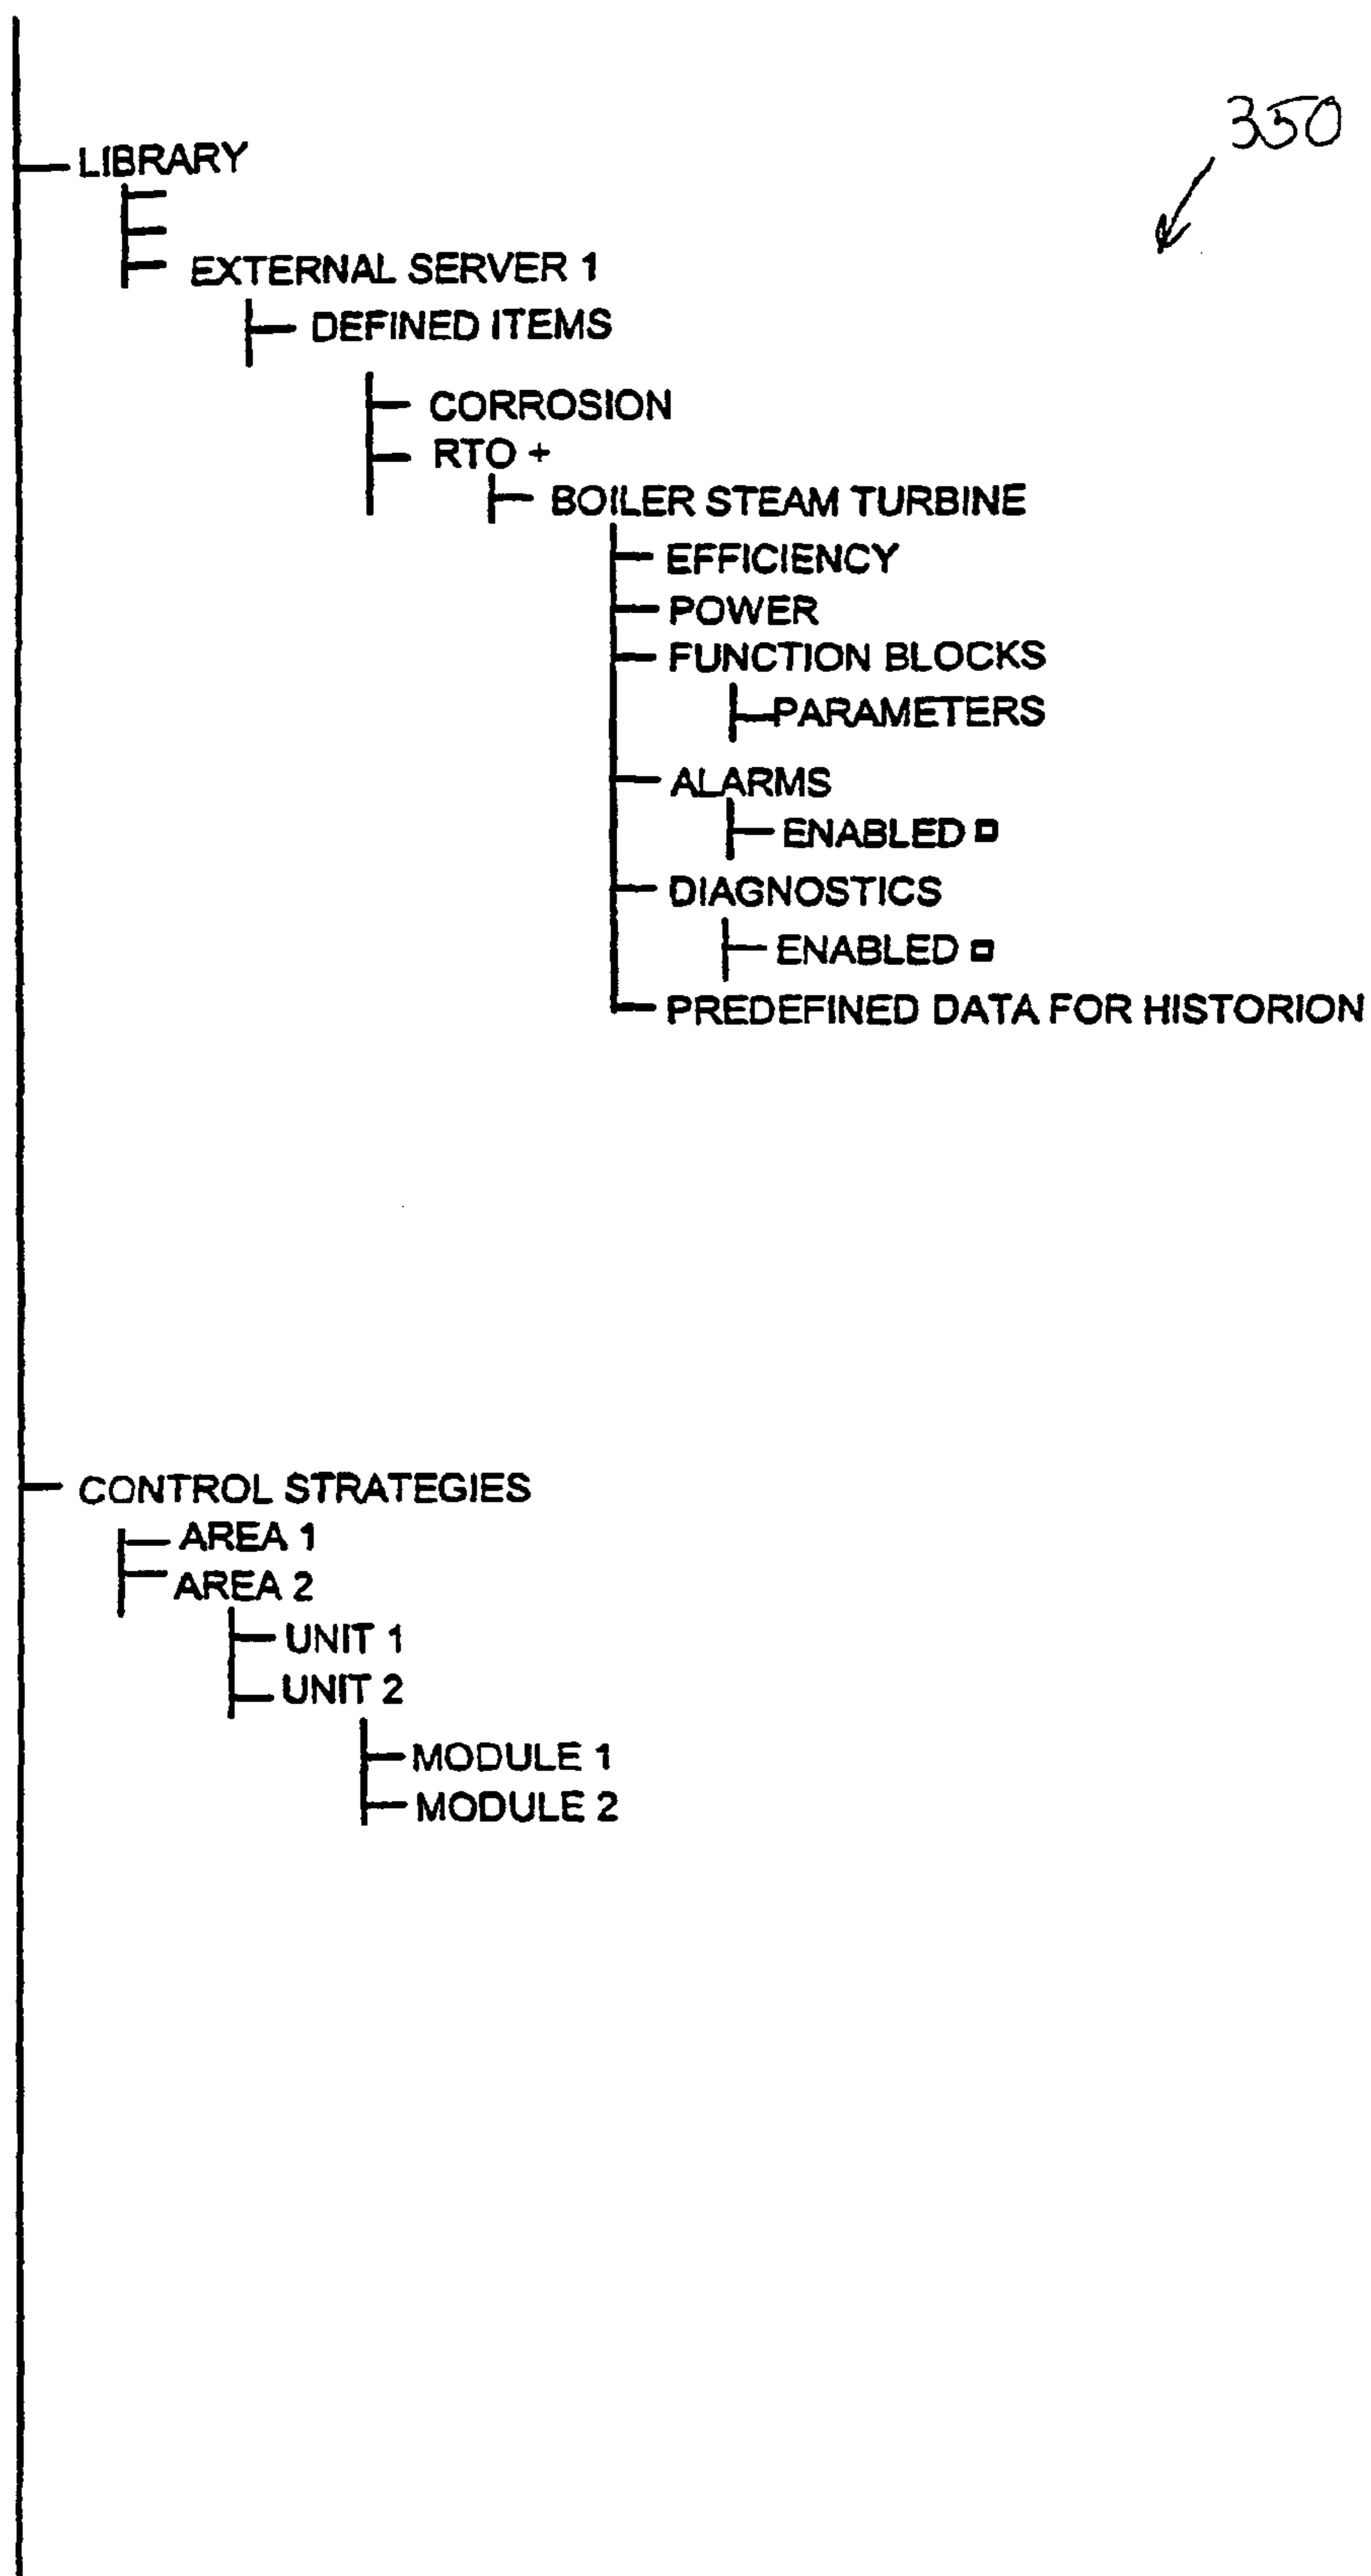 350
LIBRARY
EXTERNAL SERVER 1
DEFINED ITEMS
CORROSION
RTO +
BOILER STEAM TURBINE
EFFICIENCY
POWER
FUNCTION BLOCKS
PARAMETERS
ALARMS
ENABLED
DIAGNOSTICS
ENABLED
PREDEFINED DATA FOR HISTORION
CONTROL STRATEGIES
AREA 1
AREA 2
UNIT 1
UNIT 2
MODULE 1
MODULE 2